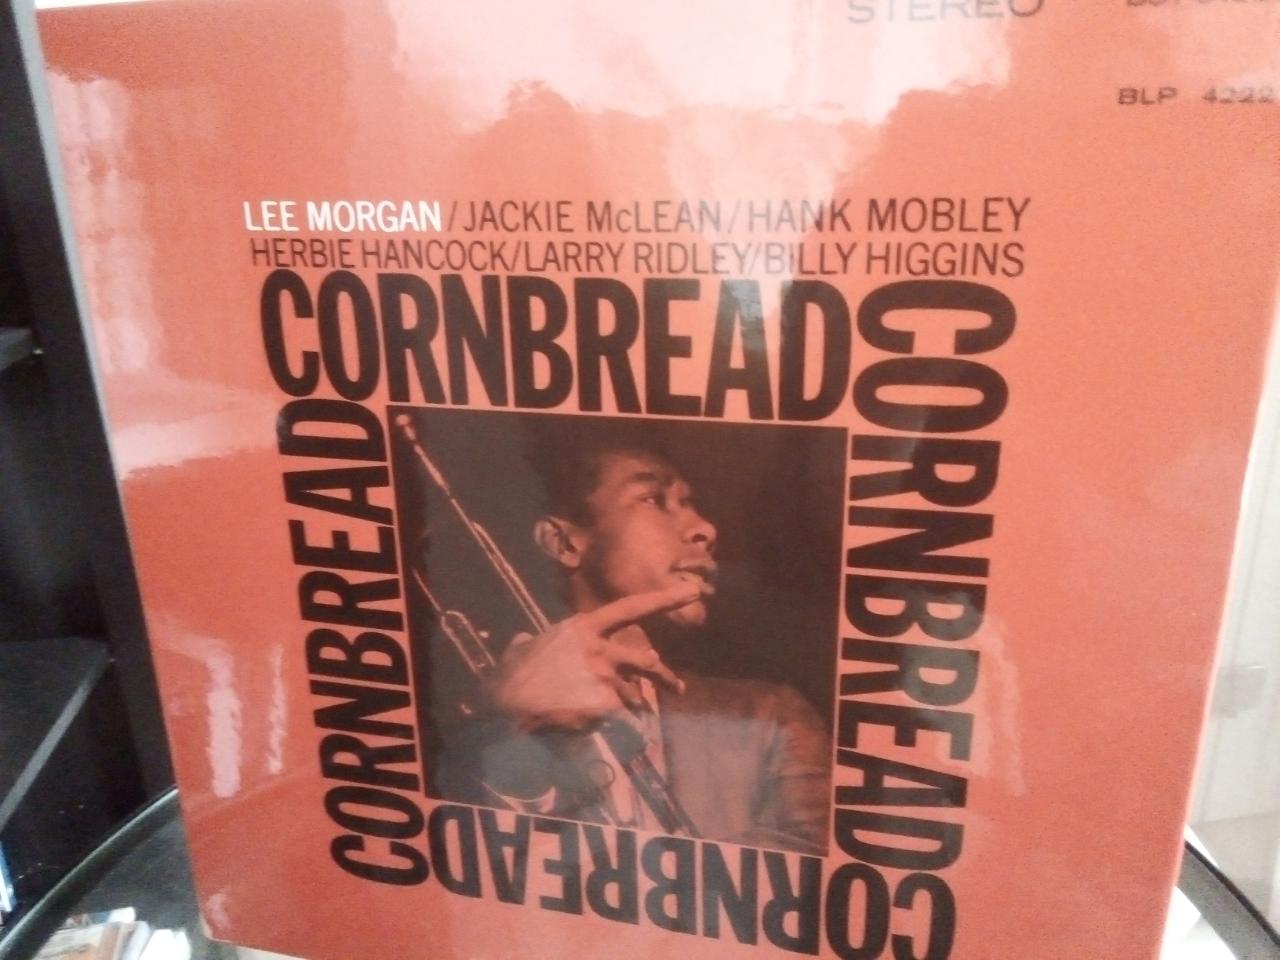 STEREO
BLP 4222
LEE MORGAN/JACKIE McLEAN/HANK MOBLEY
HERBIE HANCOCK/LARRY RIDLEY/BILLY HIGGINS
CORNBREAD
CORNBREAD
CORNBREAD
CORNBREAD